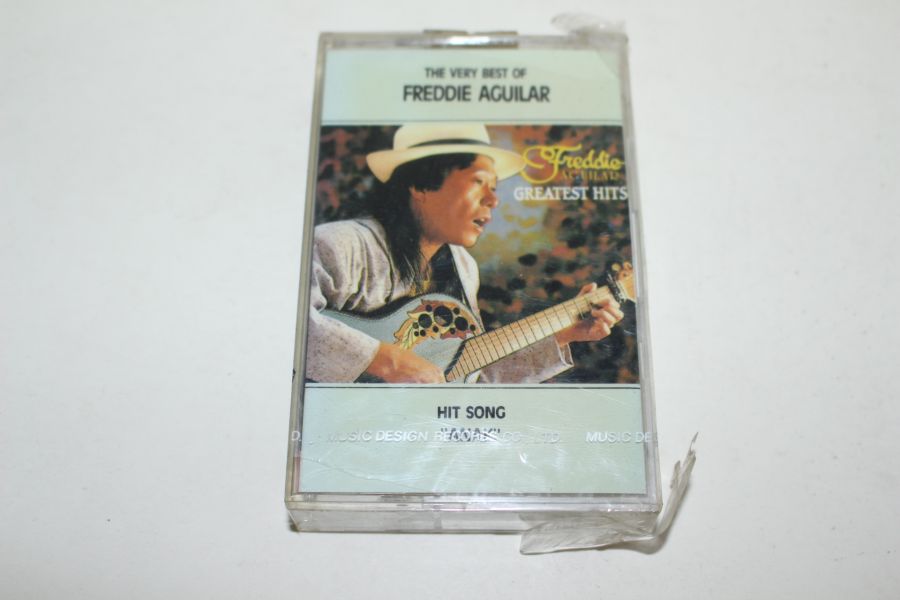 THE VERY BEST OF
FREDDIE AGUILAR
Freddie
AGUILAR
GREATEST HITS
HIT SONG
"ANAK"
MUSIC DESIGN RECORDS CO., LTD. MUSIC DE